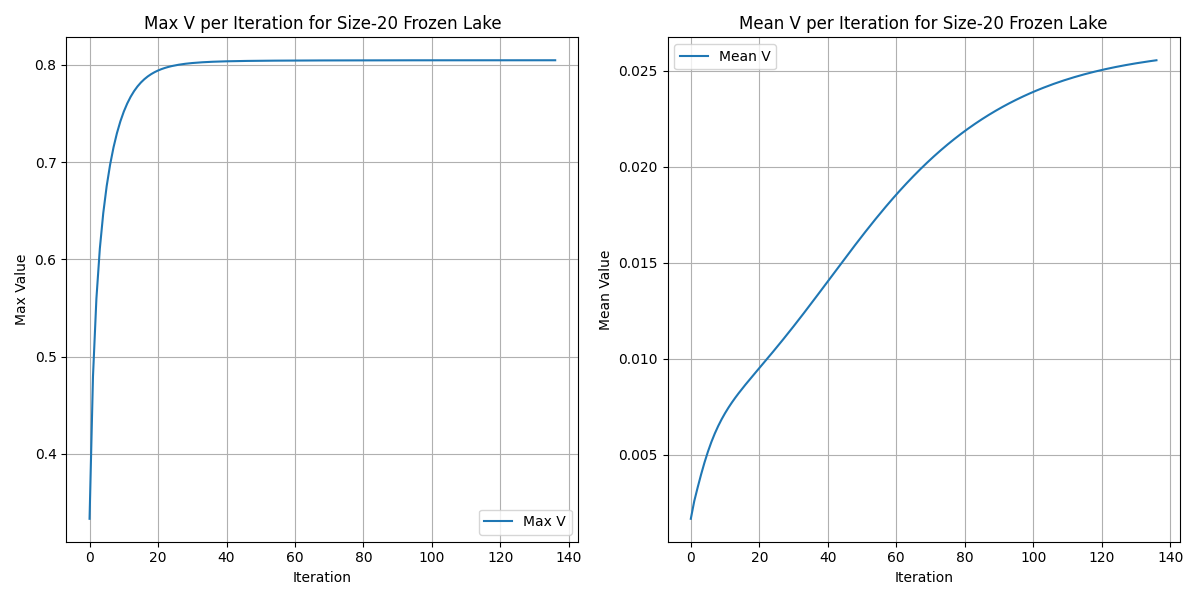 Max V per Iteration for Size-20 Frozen Lake
Max Value
0.8
0.7
0.6
0.5
0.4
Max V
0 20 40 60 80 100 120 140
Iteration
Mean V per Iteration for Size-20 Frozen Lake
Mean V
Mean Value
0.025
0.020
0.015
0.010
0.005
0 20 40 60 80 100 120 140
Iteration